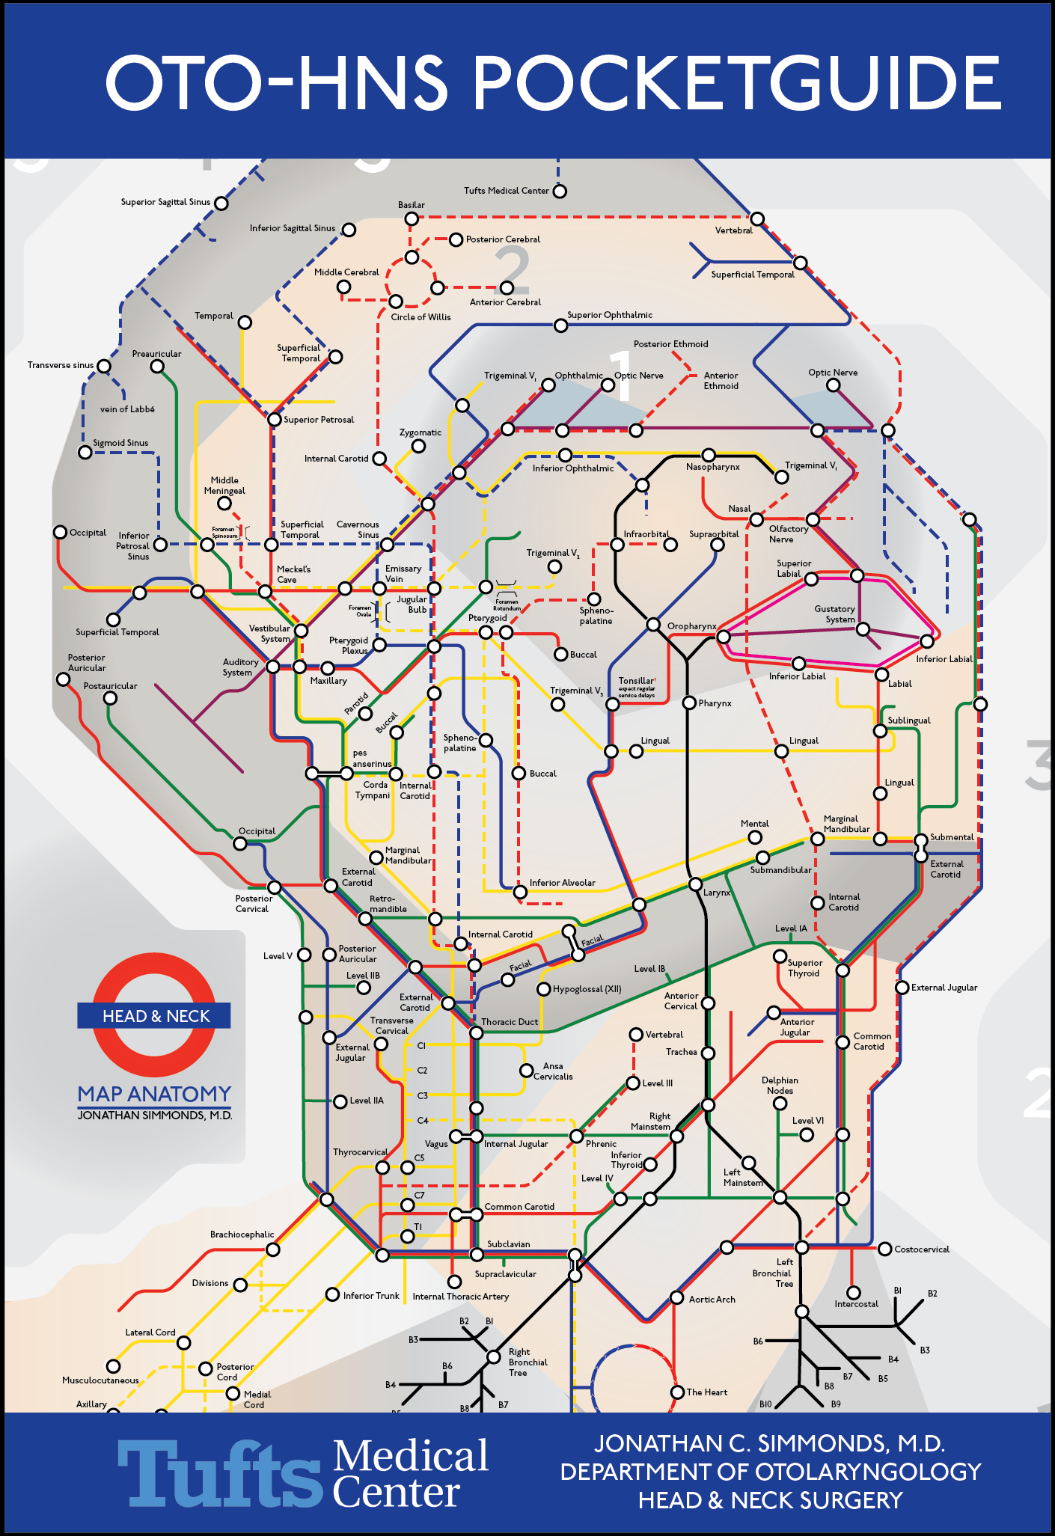 OTO-HNS POCKETGUIDE
Tufts Medical Center
Superior Sagittal Sinus
Basilar
Inferior Sagittal Sinus
Vertebral
Posterior Cerebral
2
Middle Cerebral
Superficial Temporal
Anterior Cerebral
Circle of Willis
Temporal
Superior Ophthalmic
Preauricular
Superficial
Temporal
Posterior Ethmoid
1
Transverse sinus
Trigeminal V1
Ophthalmic
Optic Nerve
Anterior
Ethmoid
Optic Nerve
vein of Labbé
Superior Petrosal
Sigmoid Sinus
Zygomatic
Internal Carotid
Inferior Ophthalmic
Nasopharynx
Trigeminal V1
Middle
Meningeal
Nasal
Olfactory
Nerve
Occipital
Inferior
Petrosal
Sinus
Foramen
Spinosum
Superficial
Temporal
Cavernous
Sinus
Infraorbital
Supraorbital
Trigeminal V2
Meckel's
Cave
Emissary
Vein
Superior
Labial
Foramen
Ovale
Jugular
Bulb
Foramen
Rotundum
Spheno-
palatine
Gustatory
System
Superficial Temporal
Vestibular
System
Pterygoid
Oropharynx
Pterygoid
Plexus
Buccal
Inferior Labial
Posterior
Auricular
Auditory
System
Maxillary
Inferior Labial
Labial
Postauricular
Trigeminal V3
Tonsillar
expect regular
service delays
Parotid
Pharynx
Buccal
Sublingual
Spheno-
palatine
Lingual
Lingual
pes
anserinus
3
Corda
Tympani
Internal
Carotid
Buccal
Lingual
Occipital
Mental
Marginal
Mandibular
Submental
Marginal
Mandibular
Submandibular
External
Carotid
External
Carotid
Inferior Alveolar
Larynx
Posterior
Cervical
Retro-
mandible
Internal
Carotid
Internal Carotid
Facial
Level IA
Level V
Posterior
Auricular
Facial
Level IB
Superior
Thyroid
Level IIB
Hypoglossal (XII)
External Jugular
External
Carotid
Anterior
Cervical
HEAD & NECK
Transverse
Cervical
Thoracic Duct
Anterior
Jugular
External
Jugular
Vertebral
Common
Carotid
C1
Trachea
C2
Ansa
Cervicalis
MAP ANATOMY
JONATHAN SIMMONDS, M.D.
Level III
Delphian
Nodes
2
Level IIA
C3
C4
Right
Mainstem
Level VI
Vagus
Internal Jugular
Phrenic
Thyrocervical
C5
Inferior
Thyroid
Left
Mainstem
Level IV
C7
Common Carotid
T1
Brachiocephalic
Subclavian
Costocervical
Supraclavicular
Left
Bronchial
Tree
Divisions
Inferior Trunk
Internal Thoracic Artery
Aortic Arch
Intercostal
B1
B2
Lateral Cord
B2
B1
B3
B6
B3
Right
Bronchial
Tree
B4
Musculocutaneous
Posterior
Cord
B6
B7
B5
B4
B8
Medial
Cord
The Heart
Axillary
B8
B7
B10
B9
Tufts Medical
Center
JONATHAN C. SIMMONDS, M.D.
DEPARTMENT OF OTOLARYNGOLOGY
HEAD & NECK SURGERY